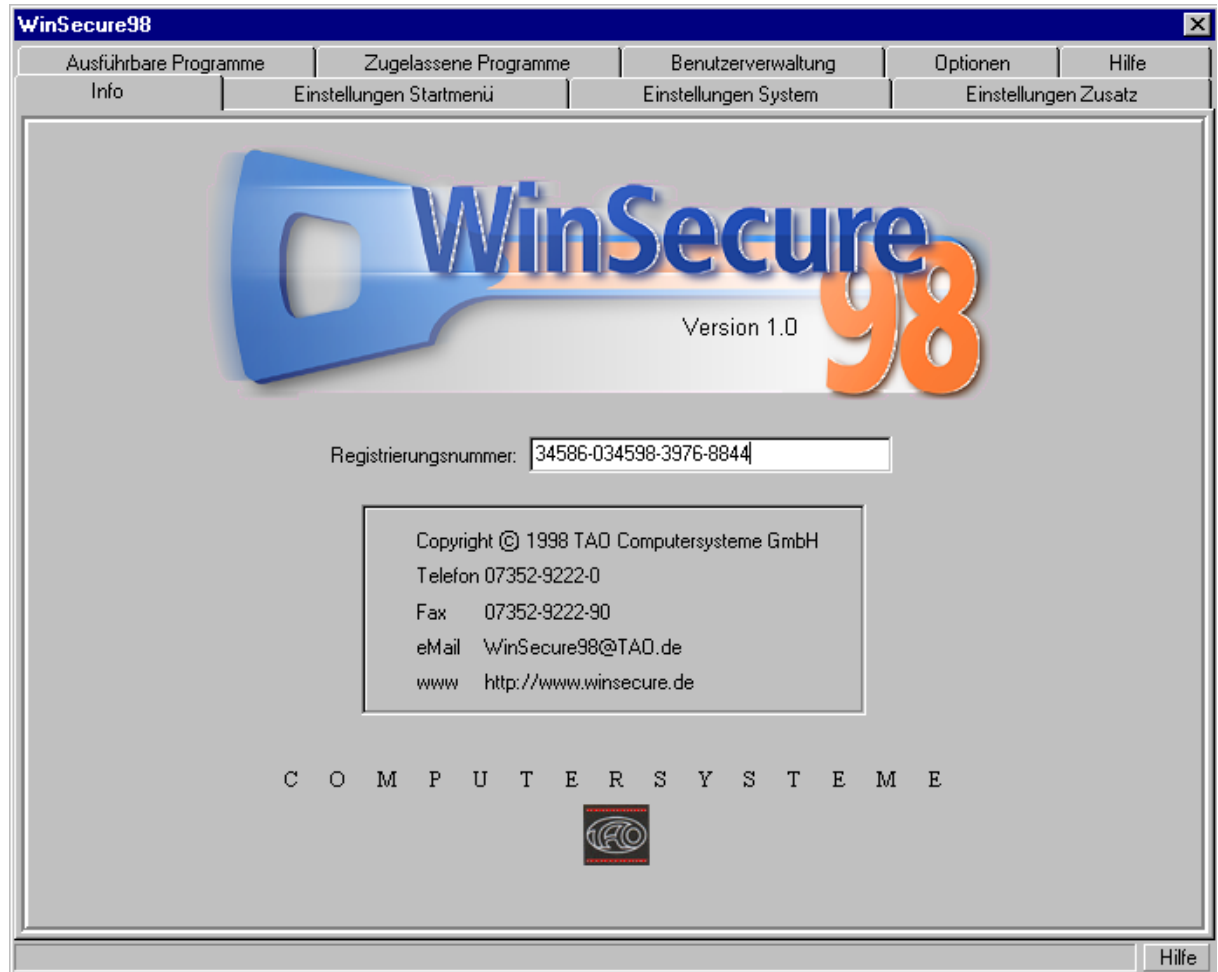 WinSecure98
Ausführbare Programme Zugelassene Programme Benutzerverwaltung Optionen Hilfe
Info Einstellungen Startmenü Einstellungen System Einstellungen Zusatz
WinSecure
98
Version 1.0
Registrierungsnummer: 34586-034598-3976-8844
Copyright © 1998 TAO Computersysteme GmbH
Telefon 07352-9222-0
Fax 07352-9222-90
eMail WinSecure98@TAO.de
www http://www.winsecure.de
C O M P U T E R S Y S T E M E
TAO
Hilfe